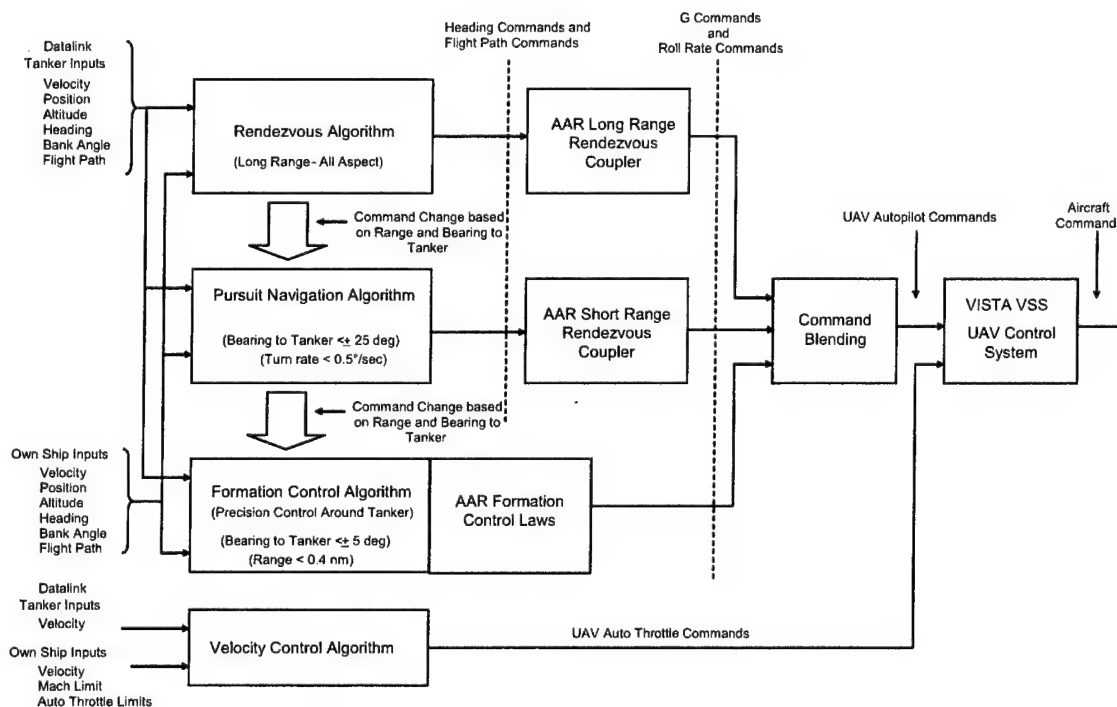 Datalink
Tanker Inputs
Velocity
Position
Altitude
Heading
Bank Angle
Flight Path
Heading Commands and
Flight Path Commands
G Commands
and
Roll Rate Commands
Rendezvous Algorithm
(Long Range- All Aspect)
AAR Long Range
Rendezvous
Coupler
Command Change based
on Range and Bearing to
Tanker
Pursuit Navigation Algorithm
(Bearing to Tanker <± 25 deg)
(Turn rate < 0.5°/sec)
AAR Short Range
Rendezvous
Coupler
Command
Blending
UAV Autopilot Commands
Aircraft
Command
VISTA VSS
UAV Control
System
Command Change based
on Range and Bearing to
Tanker
Own Ship Inputs
Velocity
Position
Altitude
Heading
Bank Angle
Flight Path
Formation Control Algorithm
(Precision Control Around Tanker)
(Bearing to Tanker <± 5 deg)
(Range < 0.4 nm)
AAR Formation
Control Laws
Datalink
Tanker Inputs
Velocity
Own Ship Inputs
Velocity
Mach Limit
Auto Throttle Limits
Velocity Control Algorithm
UAV Auto Throttle Commands